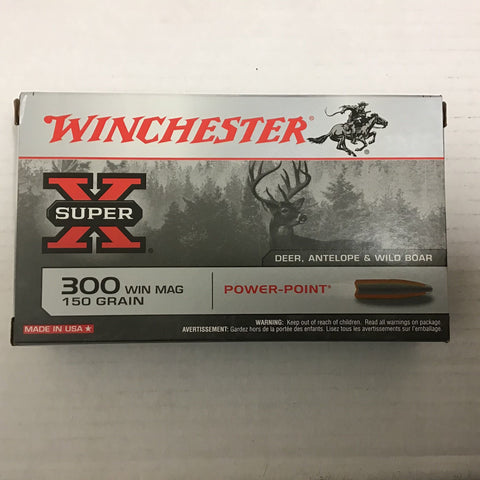 WINCHESTER®
SUPER X®
DEER, ANTELOPE & WILD BOAR
300 WIN MAG
150 GRAIN
POWER-POINT®
MADE IN USA ★
WARNING: Keep out of reach of children. Read all warnings on package.
AVERTISSEMENT: Gardez hors de la portée des enfants. Lisez tous les avertissements sur l'emballage.